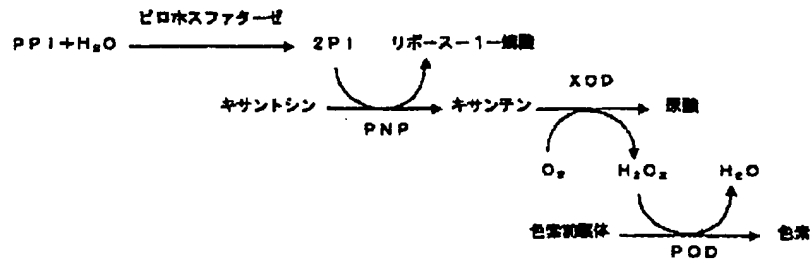 ピロホスファターゼ
PPi+H₂O 2Pi リボース－1－燐酸
XOD
キサントシン キサンテン 尿酸
PNP
O₂ H₂O₂ H₂O
色素前駆体 色素
POD